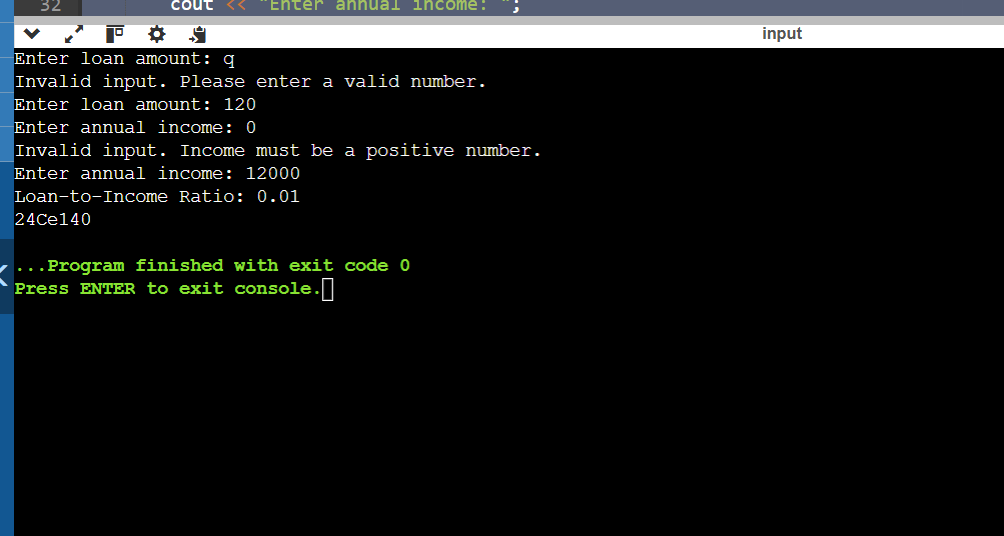 32 cout << "Enter annual income: ";
input
Enter loan amount: q
Invalid input. Please enter a valid number.
Enter loan amount: 120
Enter annual income: 0
Invalid input. Income must be a positive number.
Enter annual income: 12000
Loan-to-Income Ratio: 0.01
24Ce140
...Program finished with exit code 0
Press ENTER to exit console.